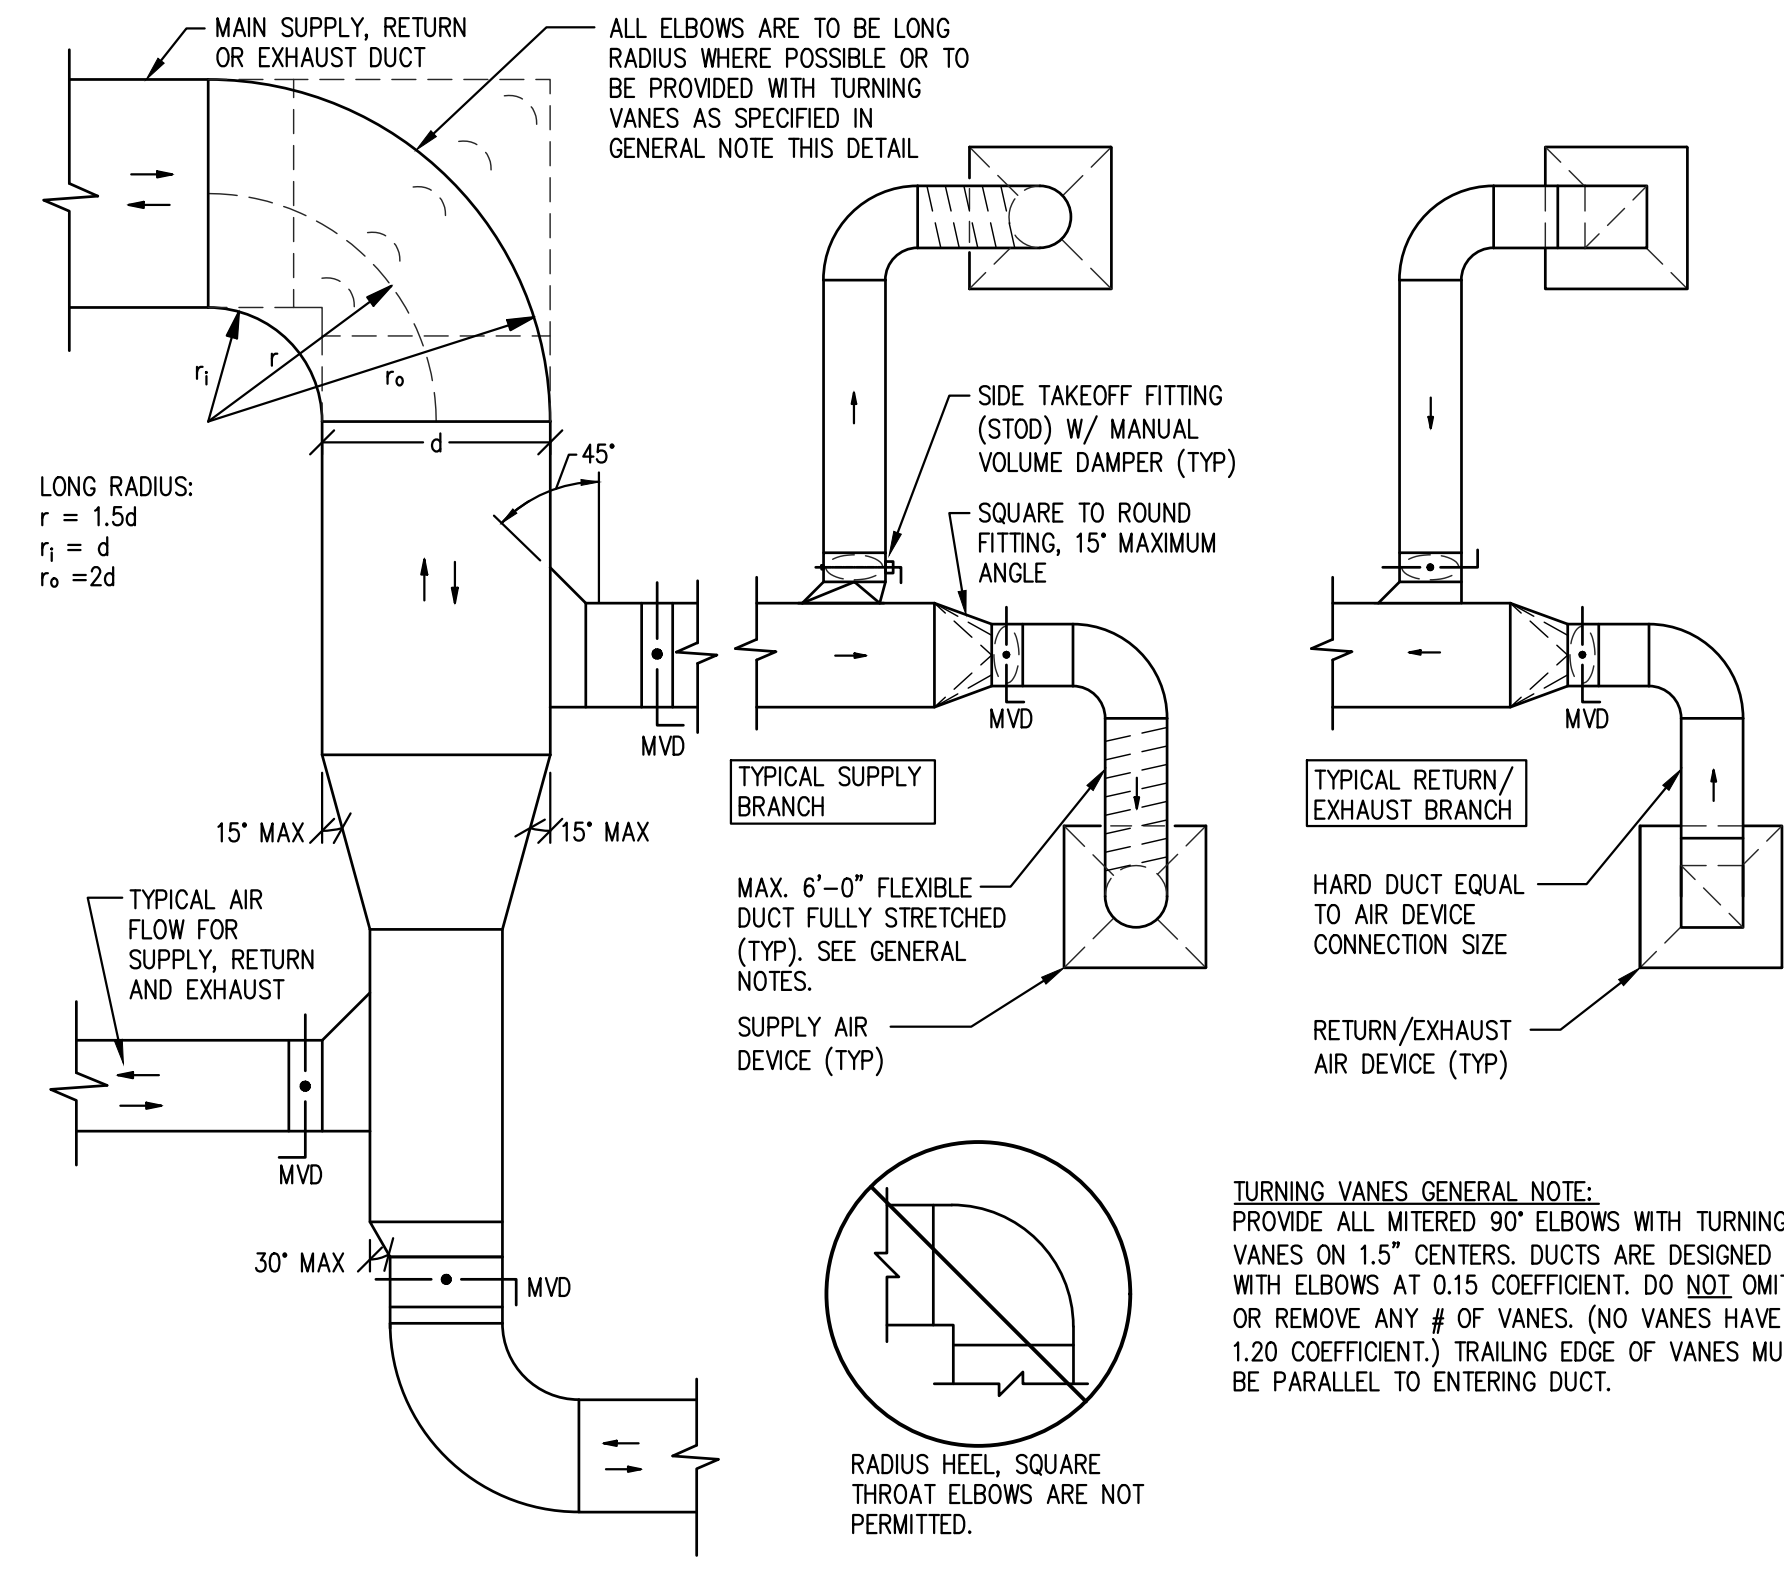 MAIN SUPPLY, RETURN
OR EXHAUST DUCT
ALL ELBOWS ARE TO BE LONG
RADIUS WHERE POSSIBLE OR TO
BE PROVIDED WITH TURNING
VANES AS SPECIFIED IN
GENERAL NOTE THIS DETAIL
ri
r
ro
d
45°
LONG RADIUS:
r = 1.5d
ri = d
ro =2d
SIDE TAKEOFF FITTING
(STOD) W/ MANUAL
VOLUME DAMPER (TYP)
SQUARE TO ROUND
FITTING, 15° MAXIMUM
ANGLE
MVD
MVD
MVD
TYPICAL SUPPLY
BRANCH
TYPICAL RETURN/
EXHAUST BRANCH
15° MAX
15° MAX
TYPICAL AIR
FLOW FOR
SUPPLY, RETURN
AND EXHAUST
MAX. 6'-0" FLEXIBLE
DUCT FULLY STRETCHED
(TYP). SEE GENERAL
NOTES.
SUPPLY AIR
DEVICE (TYP)
HARD DUCT EQUAL
TO AIR DEVICE
CONNECTION SIZE
RETURN/EXHAUST
AIR DEVICE (TYP)
MVD
30° MAX
MVD
RADIUS HEEL, SQUARE
THROAT ELBOWS ARE NOT
PERMITTED.
TURNING VANES GENERAL NOTE:
PROVIDE ALL MITERED 90° ELBOWS WITH TURNING
VANES ON 1.5" CENTERS. DUCTS ARE DESIGNED
WITH ELBOWS AT 0.15 COEFFICIENT. DO NOT OMIT
OR REMOVE ANY # OF VANES. (NO VANES HAVE
1.20 COEFFICIENT.) TRAILING EDGE OF VANES MU
BE PARALLEL TO ENTERING DUCT.